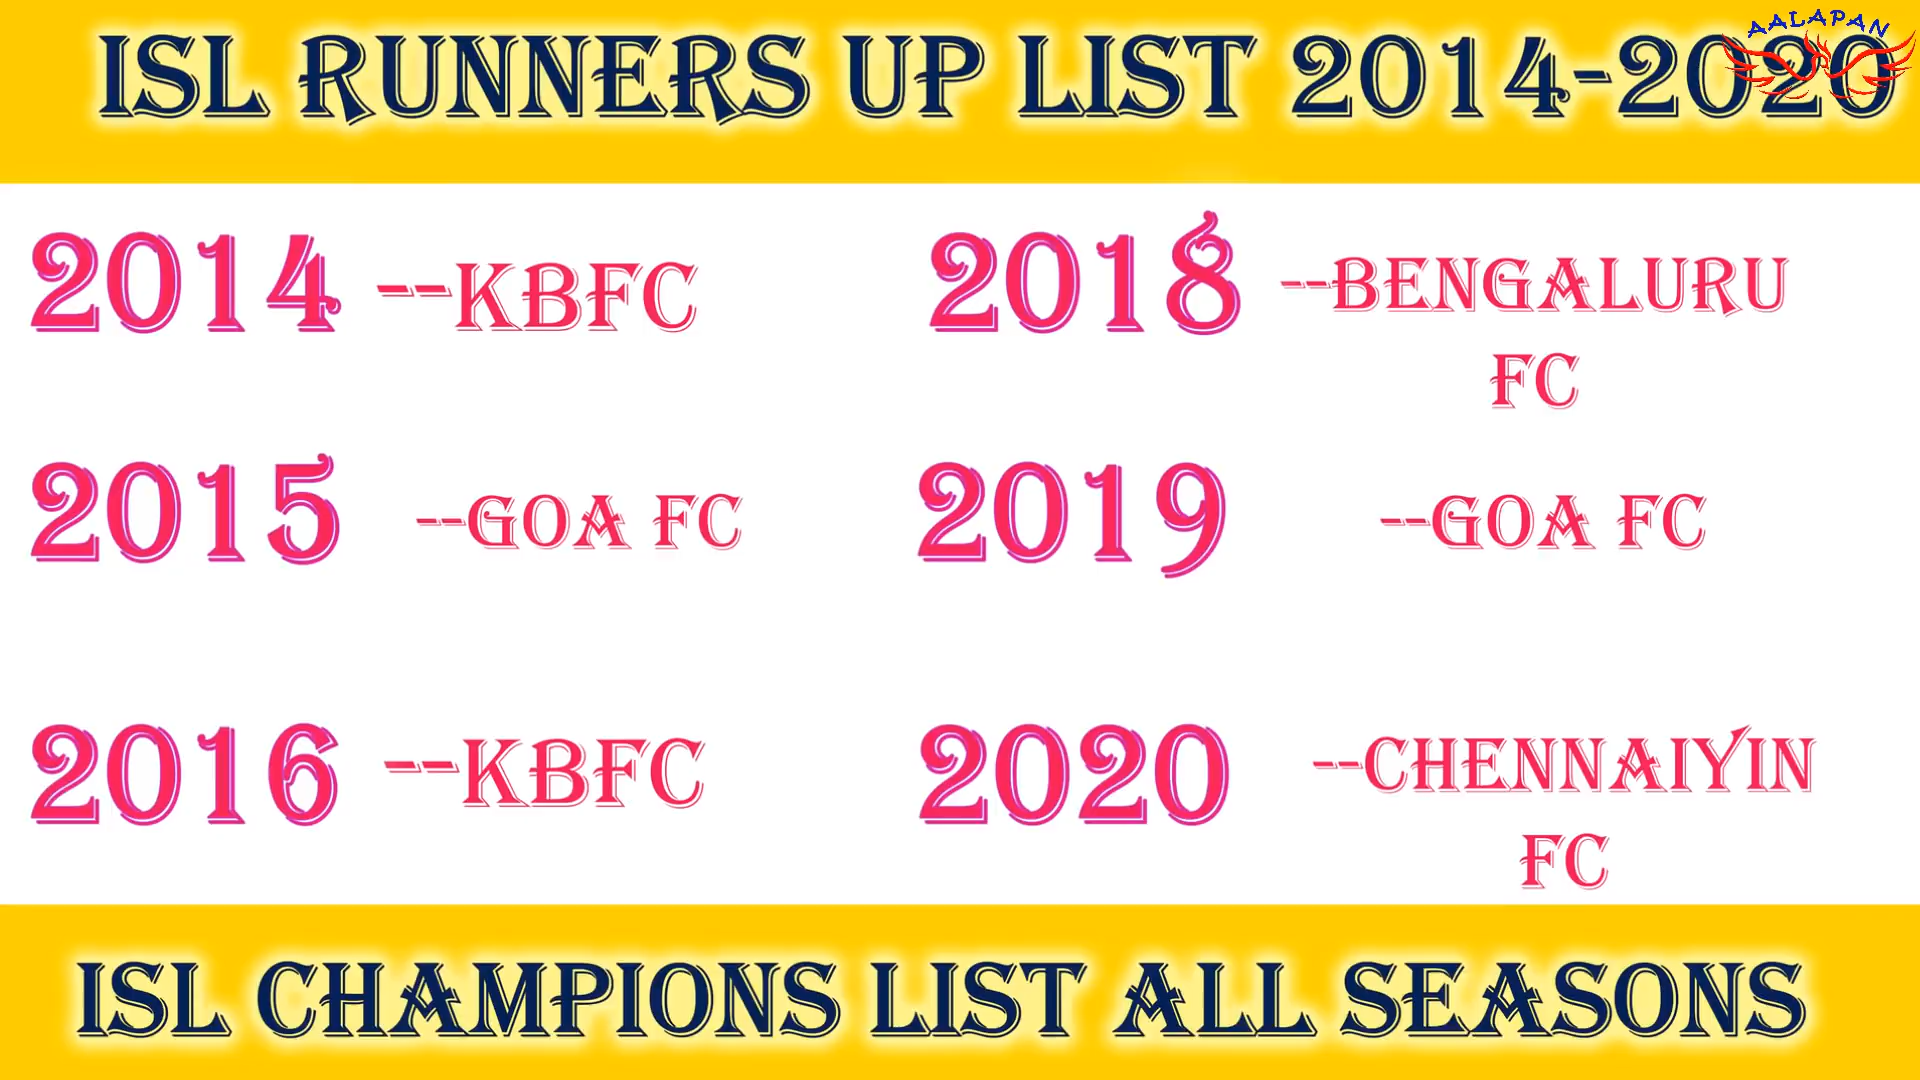 ISL RUNNERS UP LIST 2014-2020
AALAPAN
2014 --KBFC
2018 --BENGALURU
FC
2015 --GOA FC
2019 --GOA FC
2016 --KBFC
2020 --CHENNAIYIN
FC
ISL CHAMPIONS LIST ALL SEASONS